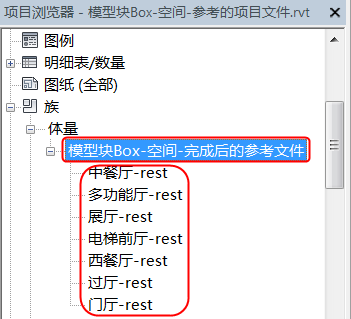 项目浏览器 - 模型块Box-空间-参考的项目文件.rvt
图例
明细表/数量
图纸 (全部)
族
体量
模型块Box-空间-完成后的参考文件
中餐厅-rest
多功能厅-rest
展厅-rest
电梯前厅-rest
西餐厅-rest
过厅-rest
门厅-rest